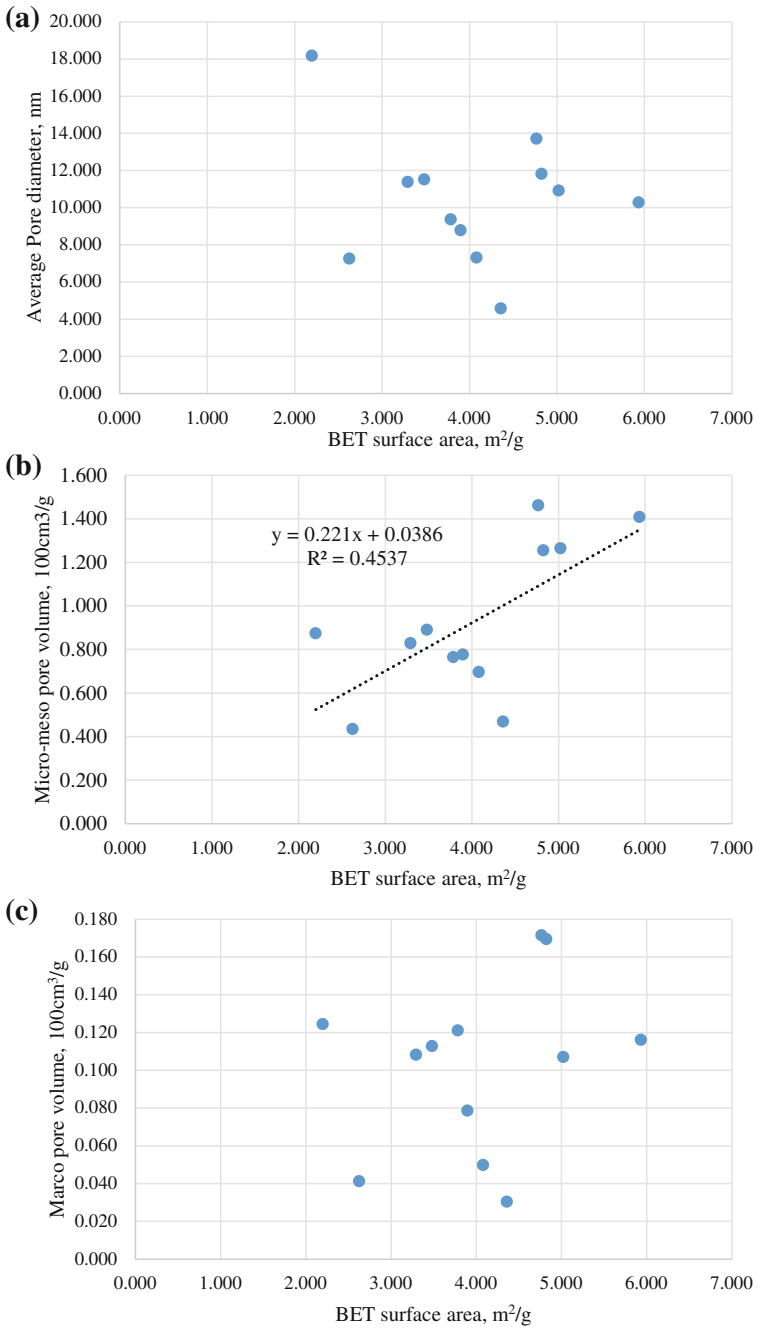 (a)
20.000
18.000
16.000
14.000
12.000
10.000
8.000
6.000
4.000
2.000
0.000
Average Pore diameter, nm
0.000 1.000 2.000 3.000 4.000 5.000 6.000 7.000
BET surface area, m²/g
(b)
1.600
1.400
1.200
1.000
0.800
0.600
0.400
0.200
0.000
Micro-meso pore volume, 100cm3/g
y = 0.221x + 0.0386
R² = 0.4537
0.000 1.000 2.000 3.000 4.000 5.000 6.000 7.000
BET surface area, m²/g
(c)
0.180
0.160
0.140
0.120
0.100
0.080
0.060
0.040
0.020
0.000
Marco pore volume, 100cm³/g
0.000 1.000 2.000 3.000 4.000 5.000 6.000 7.000
BET surface area, m²/g